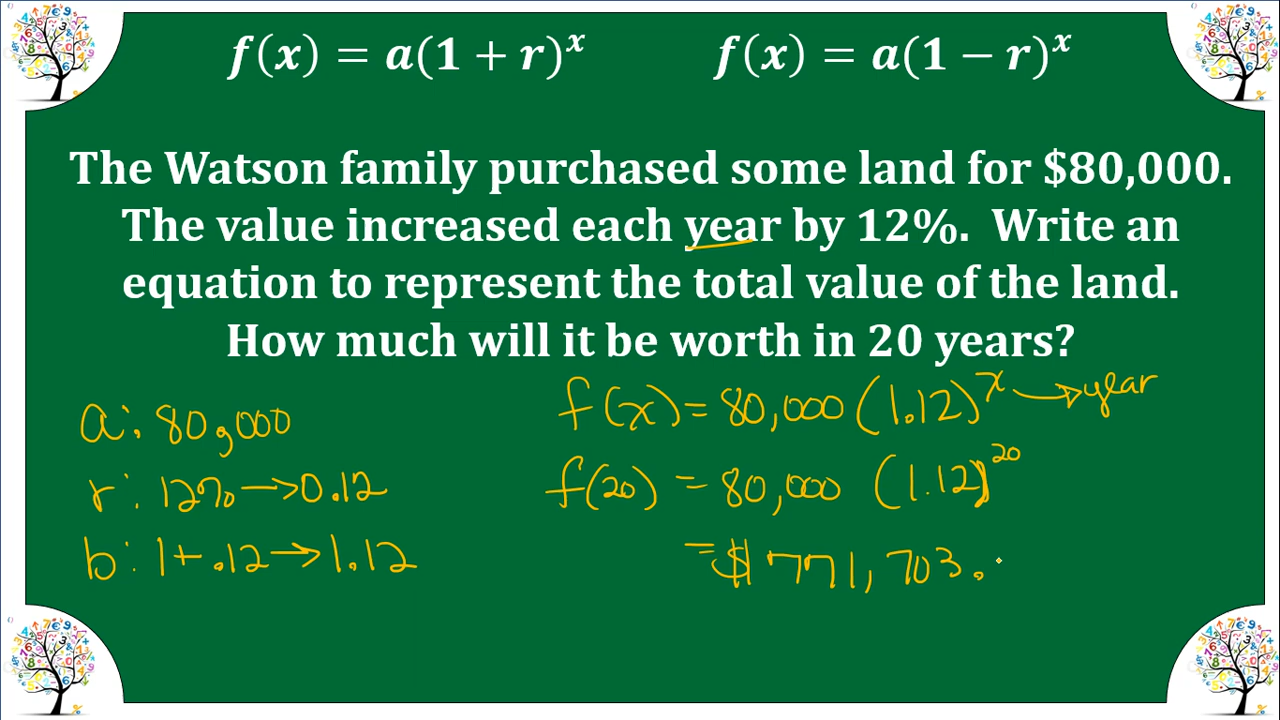 f(x) = a(1 + r)^x    f(x) = a(1 − r)^x
The Watson family purchased some land for $80,000.
The value increased each year by 12%. Write an
equation to represent the total value of the land.
How much will it be worth in 20 years?
a: 80,000
r: 12% → 0.12
b: 1 + .12 → 1.12
f(x) = 80,000 (1.12)^x → year
f(20) = 80,000 (1.12)^20
= $771,703.